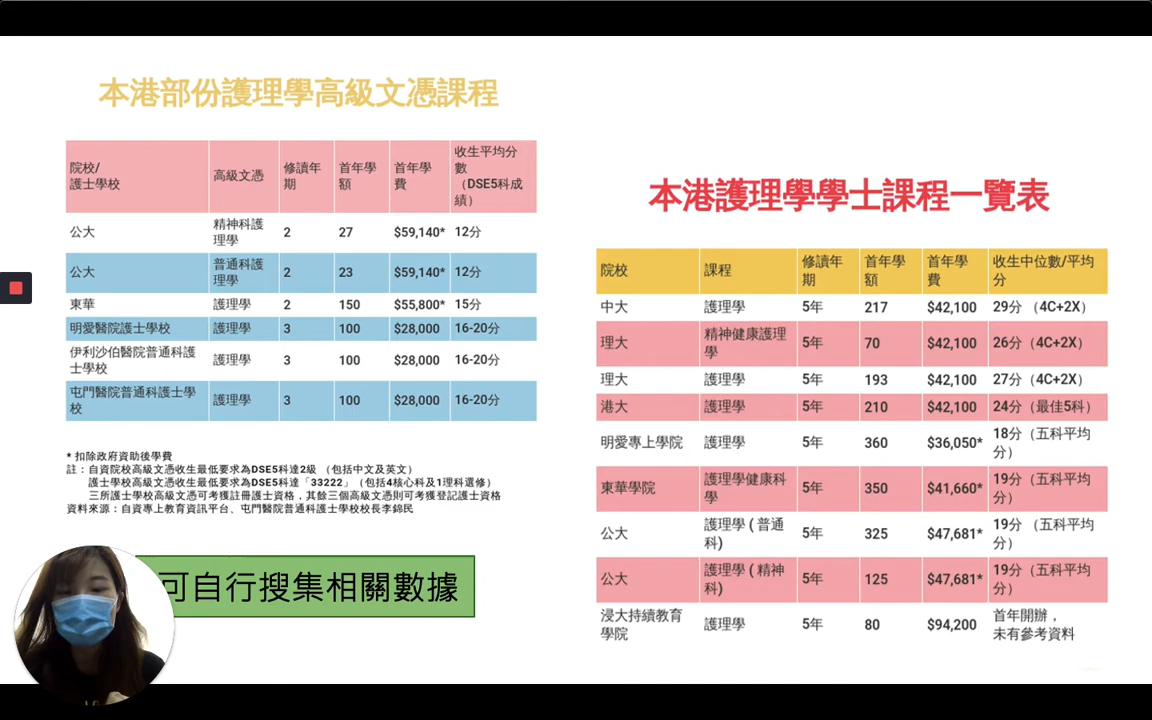 本港部份護理學高級文憑課程
院校/
護士學校
高級文憑
修讀年
期
首年學
額
首年學
費
收生平均分
數
（DSE5科成
績）
公大
精神科護
理學
2
27
$59,140*
12分
公大
普通科護
理學
2
23
$59,140*
12分
東華
護理學
2
150
$55,800*
15分
明愛醫院護士學校
護理學
3
100
$28,000
16-20分
伊利沙伯醫院普通科護
士學校
護理學
3
100
$28,000
16-20分
屯門醫院普通科護士學
校
護理學
3
100
$28,000
16-20分
* 扣除政府資助後學費
註：自資院校高級文憑收生最低要求為DSE5科達2級 （包括中文及英文）
護士學校高級文憑收生最低要求為DSE5科達「33222」（包括4核心科及1理科選修）
三所護士學校高級文憑可考獲註冊護士資格，其餘三個高級文憑則可考獲登記護士資格
資料來源：自資專上教育資訊平台、屯門醫院普通科護士學校校長李錦民
可自行搜集相關數據
本港護理學學士課程一覽表
院校
課程
修讀年
期
首年學
額
首年學
費
收生中位數/平均
分
中大
護理學
5年
217
$42,100
29分 （4C+2X）
理大
精神健康護理
學
5年
70
$42,100
26分（4C+2X）
理大
護理學
5年
193
$42,100
27分（4C+2X）
港大
護理學
5年
210
$42,100
24分（最佳5科）
明愛專上學院
護理學
5年
360
$36,050*
18分（五科平均
分）
東華學院
護理學健康科
學
5年
350
$41,660*
19分（五科平均
分）
公大
護理學 ( 普通
科)
5年
325
$47,681*
19分 （五科平均
分）
公大
護理學 ( 精神
科)
5年
125
$47,681*
19分（五科平均
分）
浸大持續教育
學院
護理學
5年
80
$94,200
首年開辦，
未有參考資料